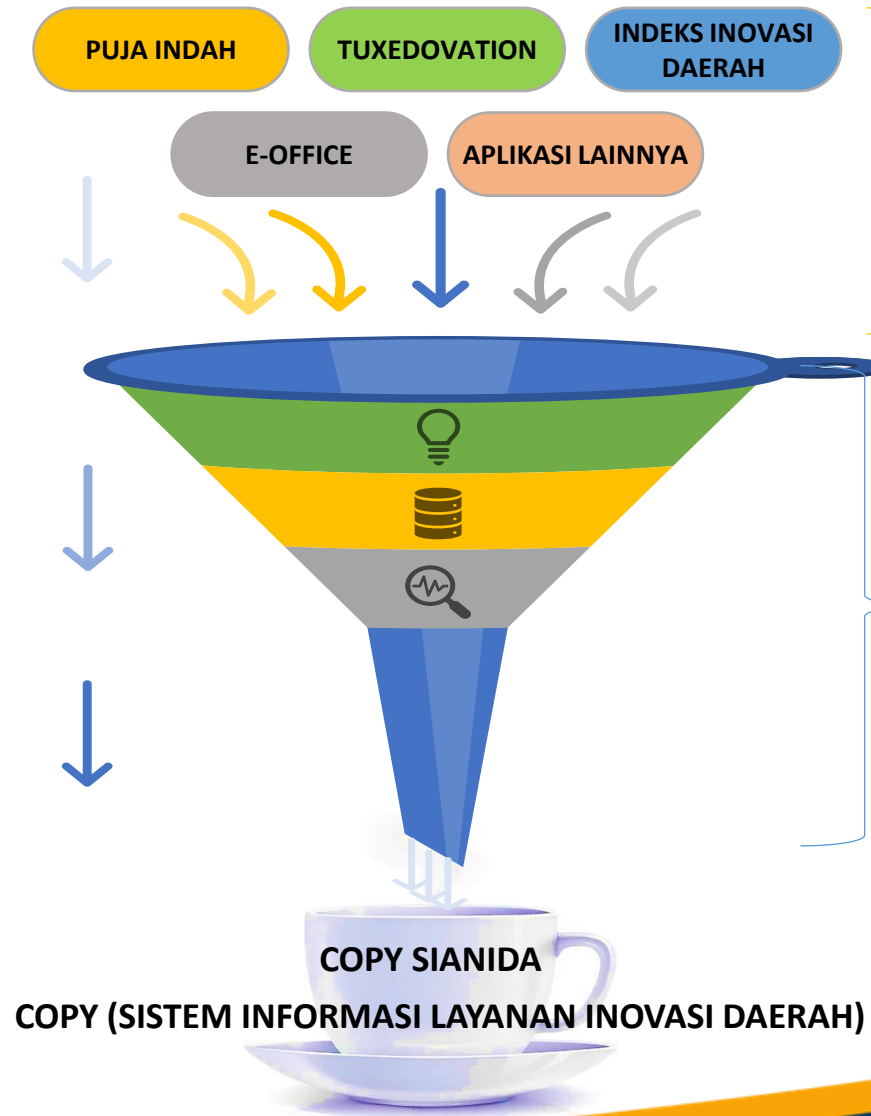 PUJA INDAH
TUXEDOVATION
INDEKS INOVASI
DAERAH
E-OFFICE
APLIKASI LAINNYA
COPY SIANIDA
COPY (SISTEM INFORMASI LAYANAN INOVASI DAERAH)